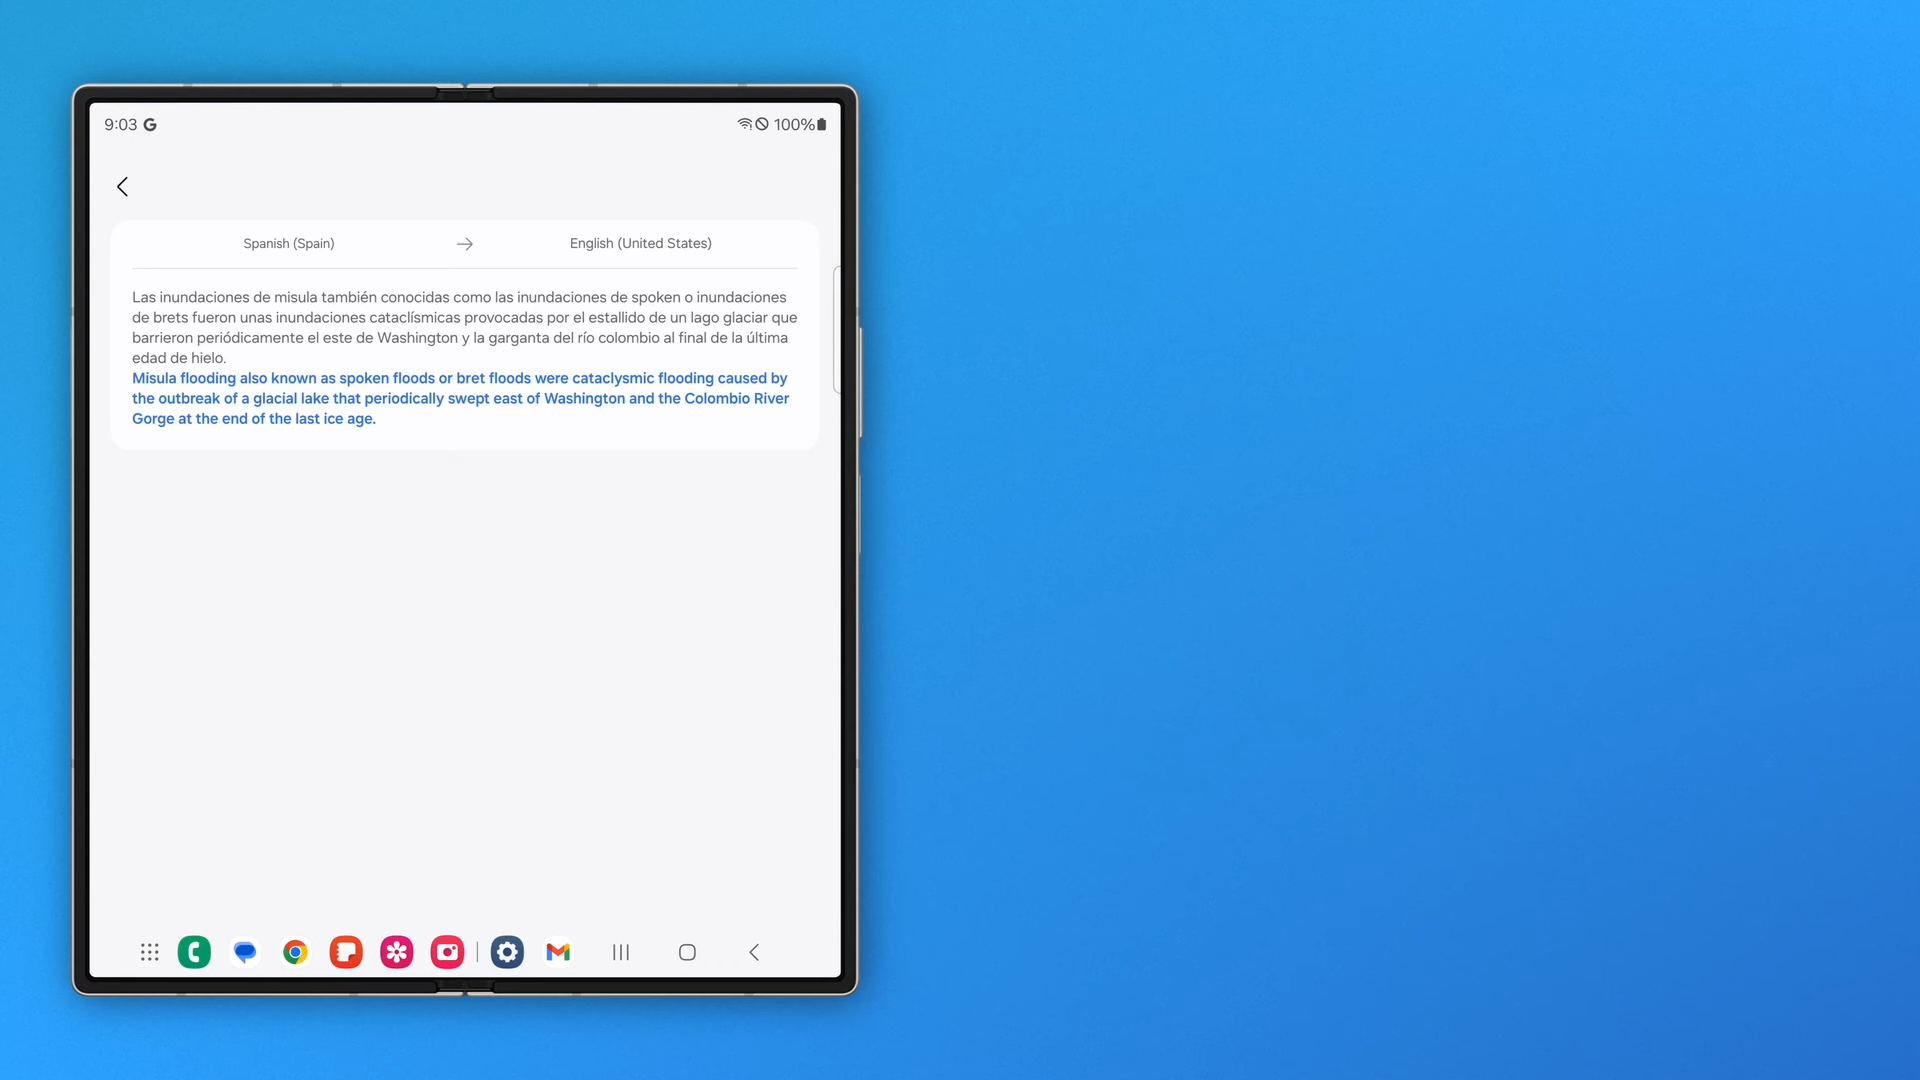 9:03
100%
Spanish (Spain)
English (United States)
Las inundaciones de misula también conocidas como las inundaciones de spoken o inundaciones
de brets fueron unas inundaciones cataclísmicas provocadas por el estallido de un lago glaciar que
barrieron periódicamente el este de Washington y la garganta del río colombio al final de la última
edad de hielo.
Misula flooding also known as spoken floods or bret floods were cataclysmic flooding caused by
the outbreak of a glacial lake that periodically swept east of Washington and the Colombio River
Gorge at the end of the last ice age.